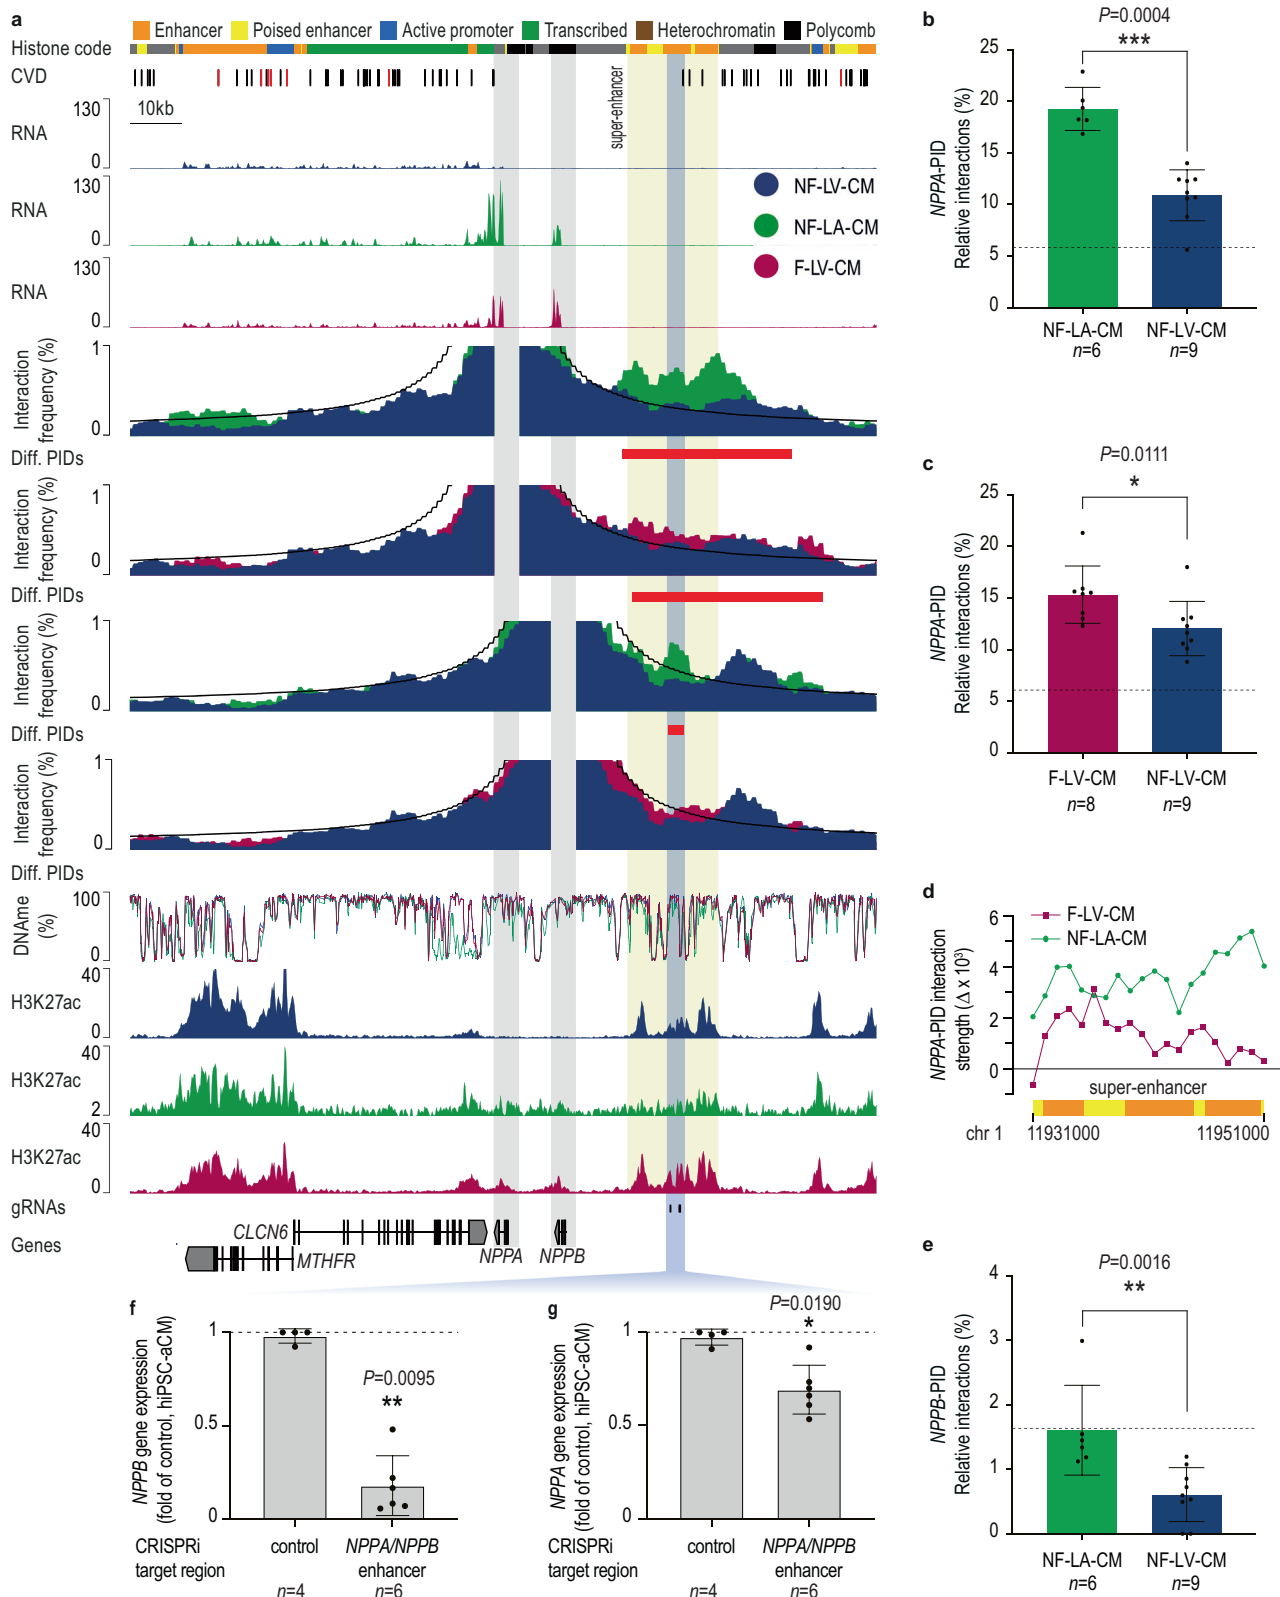 a
Enhancer Poised enhancer Active promoter Transcribed Heterochromatin Polycomb
Histone code
CVD
10kb
super-enhancer
RNA
130
0
RNA
130
0
RNA
130
0
NF-LV-CM
NF-LA-CM
F-LV-CM
Interaction
frequency (%)
1
0
Diff. PIDs
Interaction
frequency (%)
1
0
Diff. PIDs
Interaction
frequency (%)
1
0
Diff. PIDs
Interaction
frequency (%)
1
0
Diff. PIDs
DNAme
(%)
100
0
H3K27ac
40
0
H3K27ac
40
2
H3K27ac
40
0
gRNAs
Genes
CLCN6
MTHFR
NPPA
NPPB
b
P=0.0004
***
NPPA-PID
Relative interactions (%)
25
20
15
10
5
0
NF-LA-CM NF-LV-CM
n=6 n=9
c
P=0.0111
*
NPPA-PID
Relative interactions (%)
25
20
15
10
5
0
F-LV-CM NF-LV-CM
n=8 n=9
d
F-LV-CM
NF-LA-CM
NPPA-PID interaction
strength (Δ x 10³)
6
4
2
0
super-enhancer
chr 1 11931000 11951000
e
P=0.0016
**
NPPB-PID
Relative interactions (%)
4
3
2
1
0
NF-LA-CM NF-LV-CM
n=6 n=9
f
NPPB gene expression
(fold of control, hiPSC-aCM)
1
0.5
0
P=0.0095
**
CRISPRi
target region
control
NPPA/NPPB
enhancer
n=4 n=6
g
NPPA gene expression
(fold of control, hiPSC-aCM)
1
0.5
0
P=0.0190
*
CRISPRi
target region
control
NPPA/NPPB
enhancer
n=4 n=6